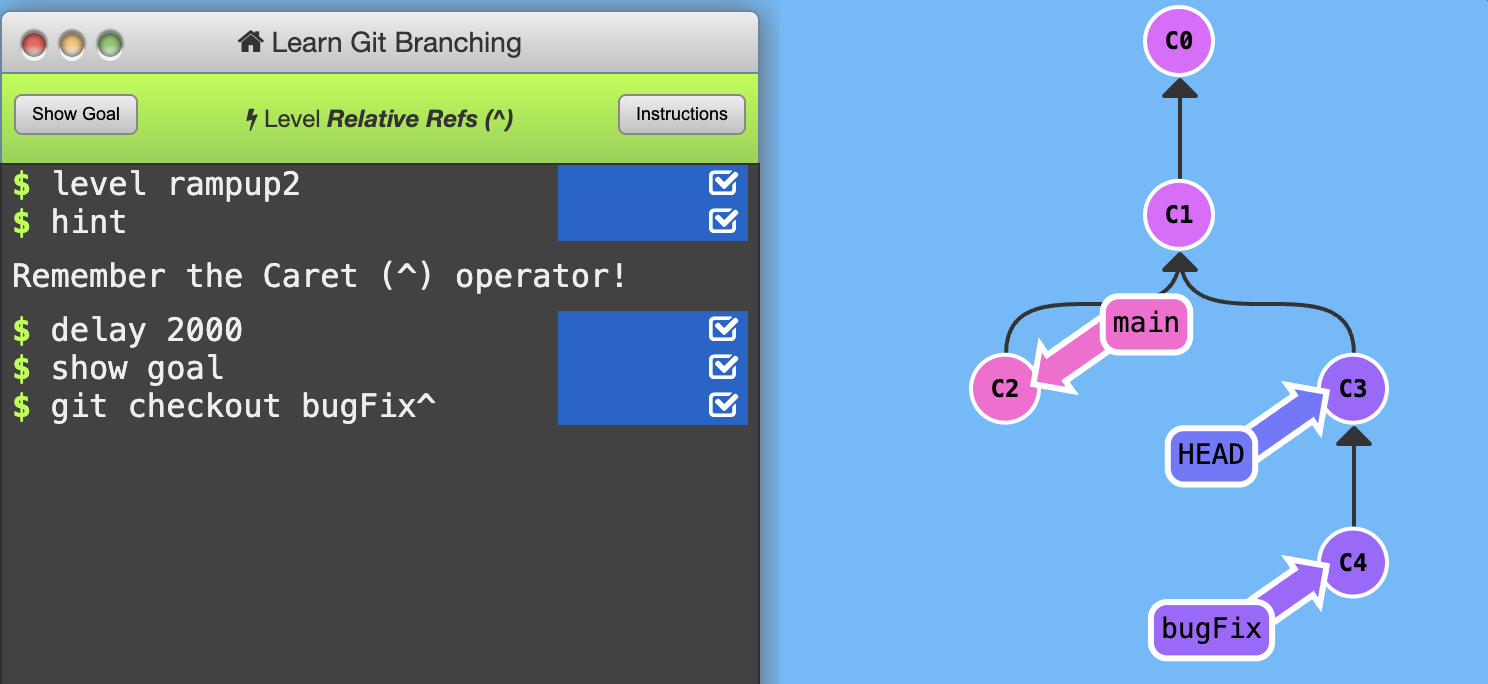 Learn Git Branching
Show Goal
Level Relative Refs (^)
Instructions
$ level rampup2
$ hint
Remember the Caret (^) operator!
$ delay 2000
$ show goal
$ git checkout bugFix^
C0
C1
main
C2
C3
HEAD
C4
bugFix